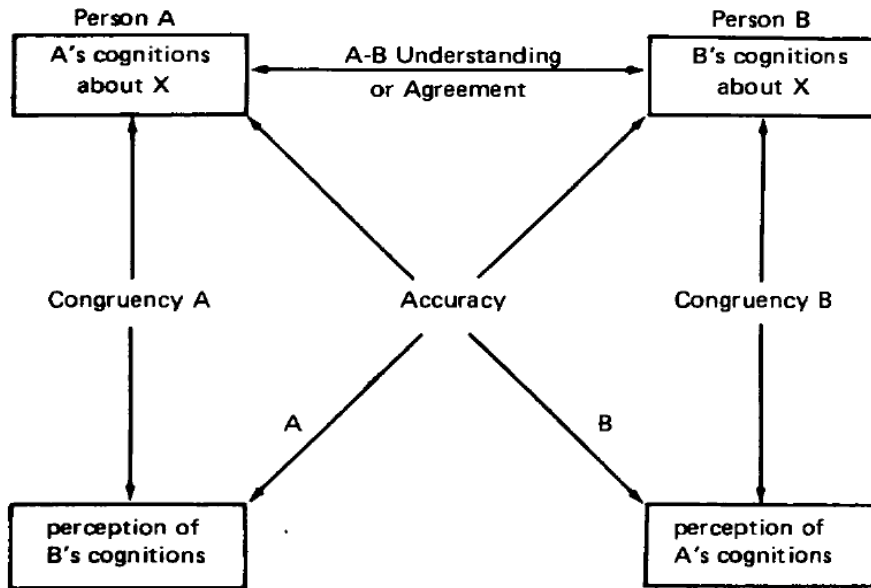 Person A
Person B
A's cognitions
about X
A-B Understanding
or Agreement
B's cognitions
about X
Congruency A
Accuracy
Congruency B
A
B
perception of
B's cognitions
perception of
A's cognitions